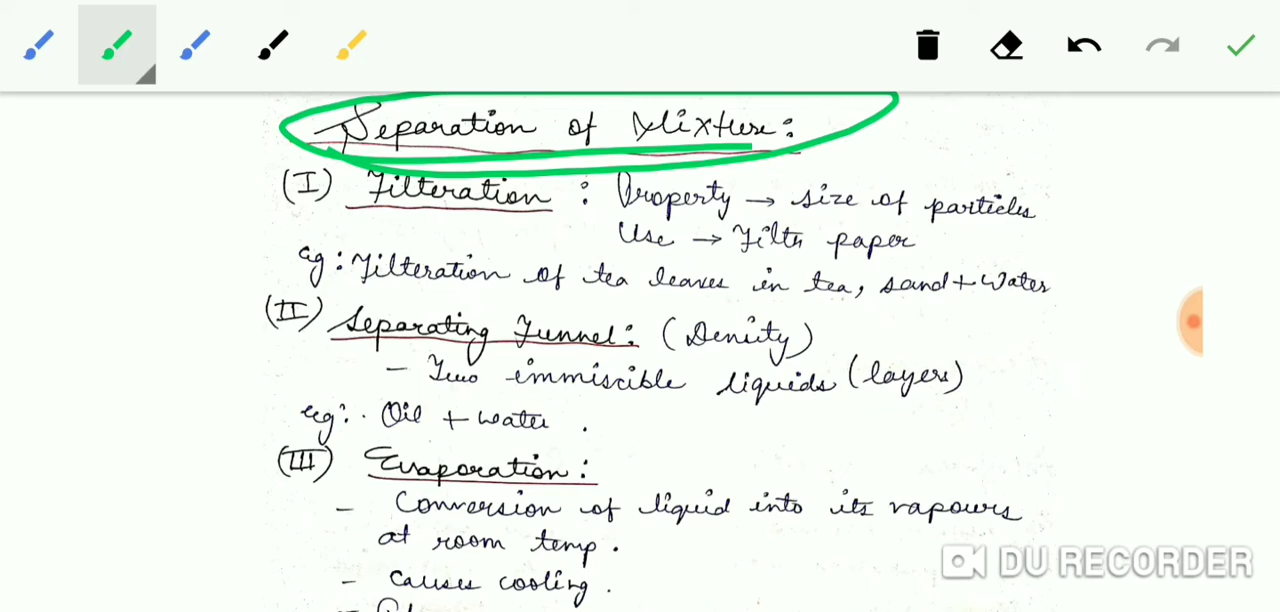 Separation of Mixture:
(I) Filteration : Property → size of particles
Use → Filter paper
eg : Filteration of tea leaves in tea, sand + water
(II) Separating Funnel : (Density)
- Two immiscible liquids (layers)
eg : . Oil + water .
(III) Evaporation :
- Conversion of liquid into its vapours
at room temp .
- causes cooling .
DU RECORDER